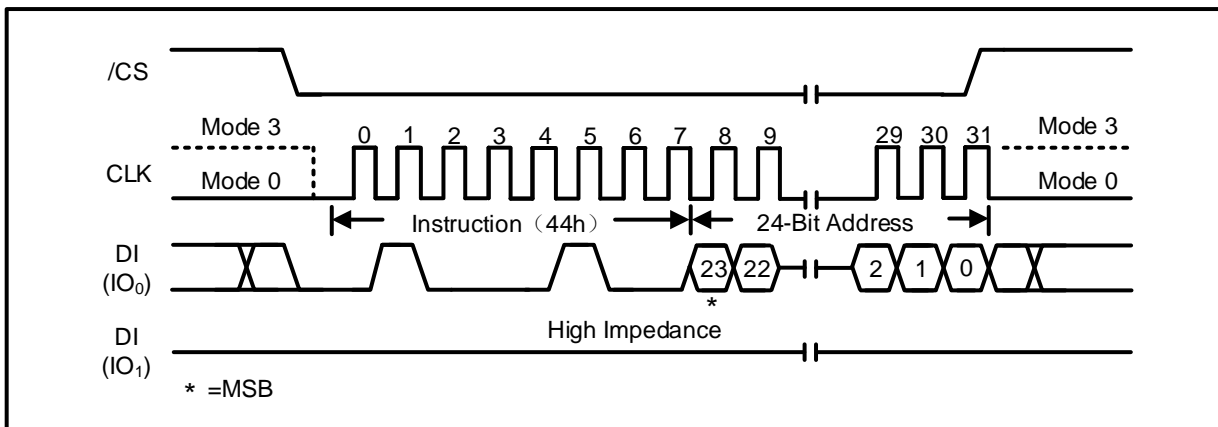 /CS
Mode 3
0 1 2 3 4 5 6 7 8 9 29 30 31
Mode 3
CLK
Mode 0
Mode 0
Instruction（44h） 24-Bit Address
DI
(IO₀)
23 22 2 1 0
*
High Impedance
DI
(IO₁)
* =MSB